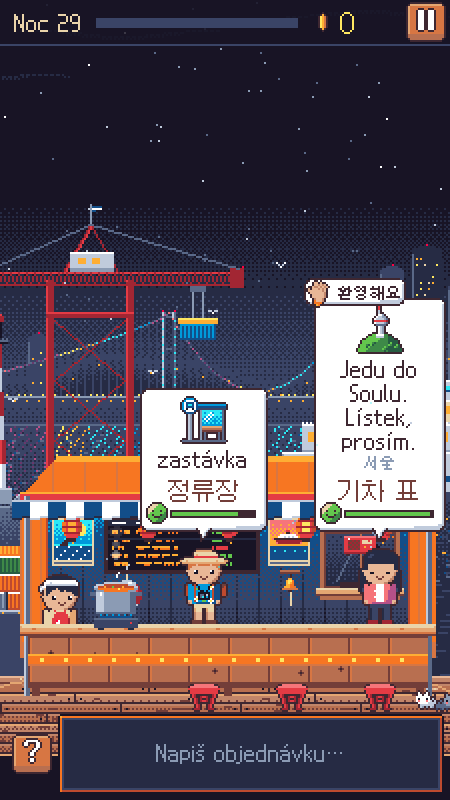 Noc 29
0
환영해요
Jedu do
Soulu.
Lístek,
prosím.
서울
기차 표
zastávka
정류장
?
Napiš objednávku…